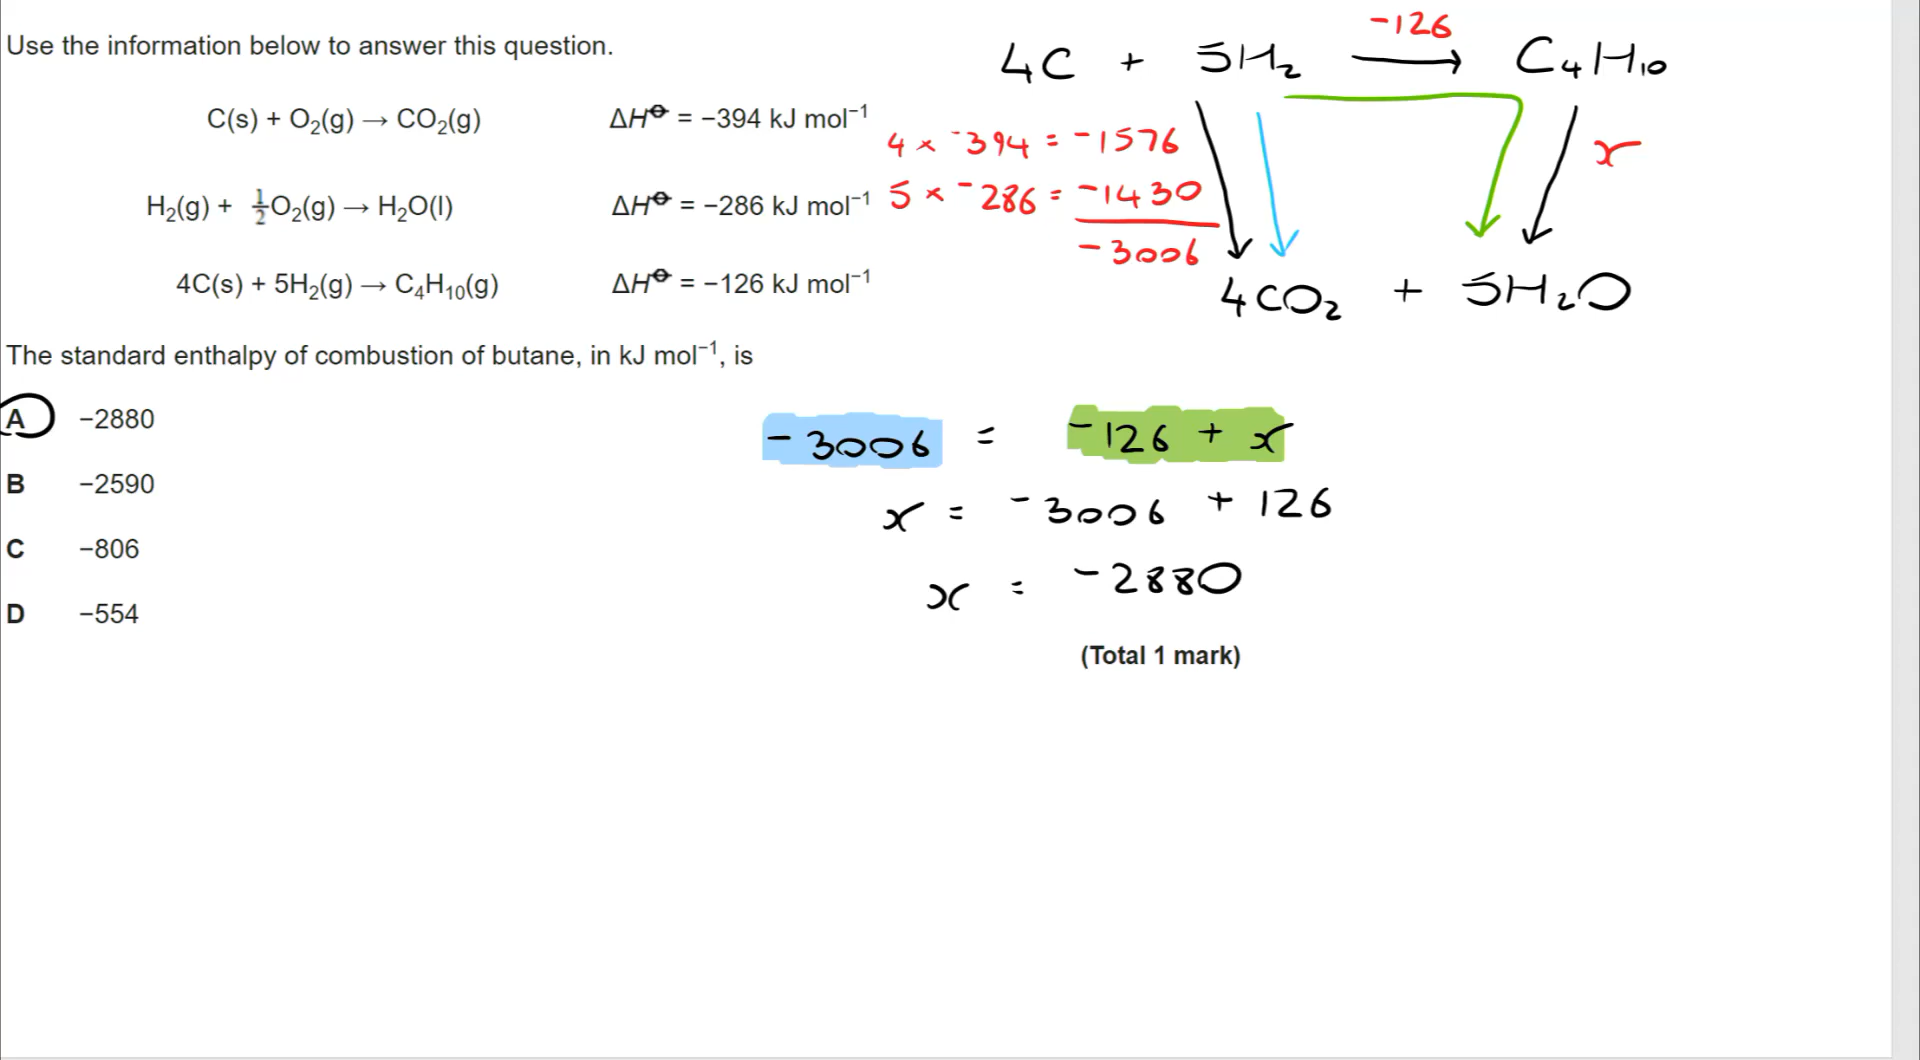 Use the information below to answer this question.
C(s) + O₂(g) → CO₂(g) ΔH⦵ = −394 kJ mol⁻¹
H₂(g) + ½O₂(g) → H₂O(l) ΔH⦵ = −286 kJ mol⁻¹
4C(s) + 5H₂(g) → C₄H₁₀(g) ΔH⦵ = −126 kJ mol⁻¹
The standard enthalpy of combustion of butane, in kJ mol⁻¹, is
A −2880
B −2590
C −806
D −554
-126
4C + 5H₂ → C₄H₁₀
4 × -394 = -1576
5 × -286 = -1430
-3006
x
4CO₂ + 5H₂O
-3006 = -126 + x
x = -3006 + 126
x = -2880
(Total 1 mark)